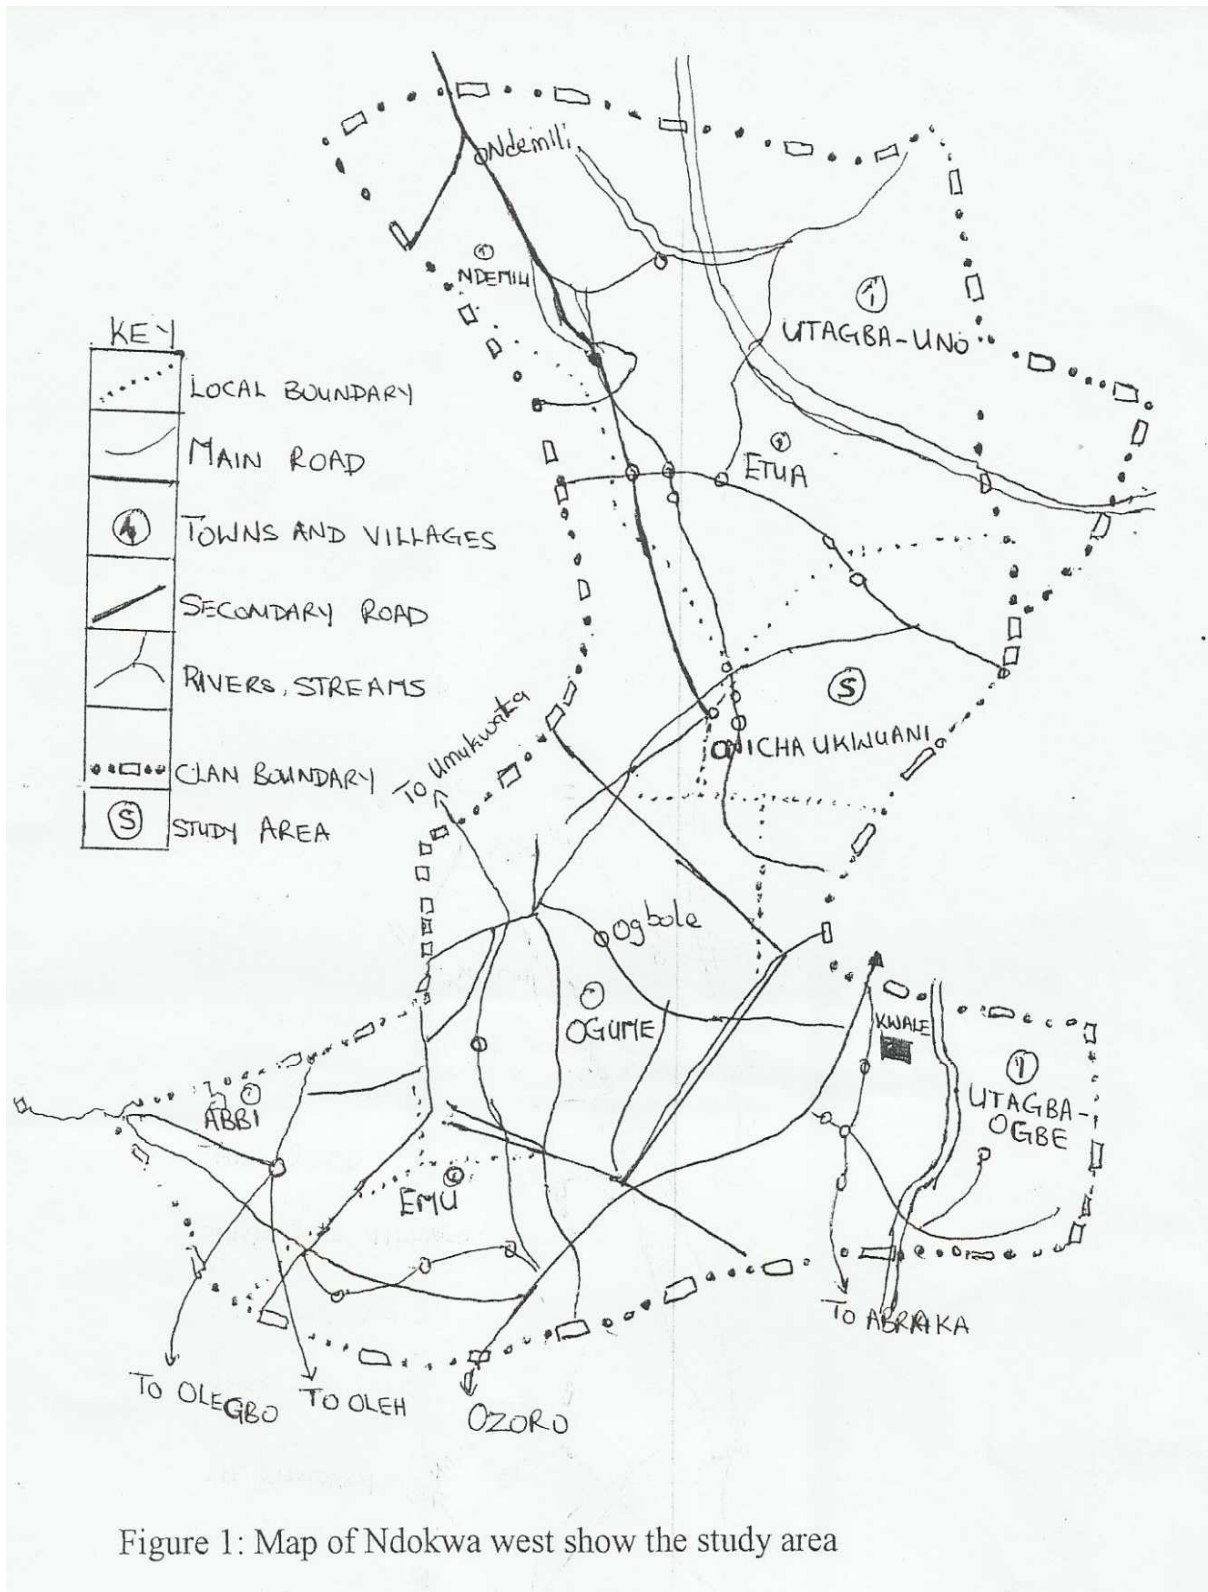 Ndemili
NDEMILI
UTAGBA-UNO
KEY
LOCAL BOUNDARY
MAIN ROAD
TOWNS AND VILLAGES
SECONDARY ROAD
RIVERS, STREAMS
CLAN BOUNDARY
S
STUDY AREA
ETUA
S
ONICHA UKWUANI
TO Umukwata
Ogbole
OGUME
KWALE
UTAGBA-
OGBE
ABBI
EMU
TO ABRAKA
TO OLEGBO
TO OLEH
OZORO
Figure 1: Map of Ndokwa west show the study area